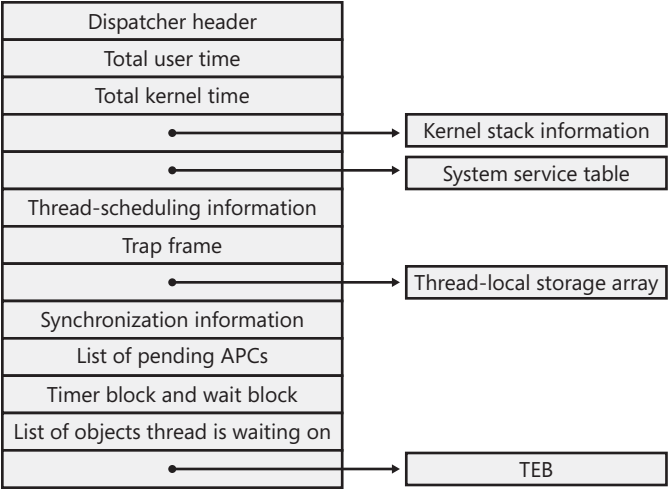 Dispatcher header
Total user time
Total kernel time
Kernel stack information
System service table
Thread-scheduling information
Trap frame
Thread-local storage array
Synchronization information
List of pending APCs
Timer block and wait block
List of objects thread is waiting on
TEB